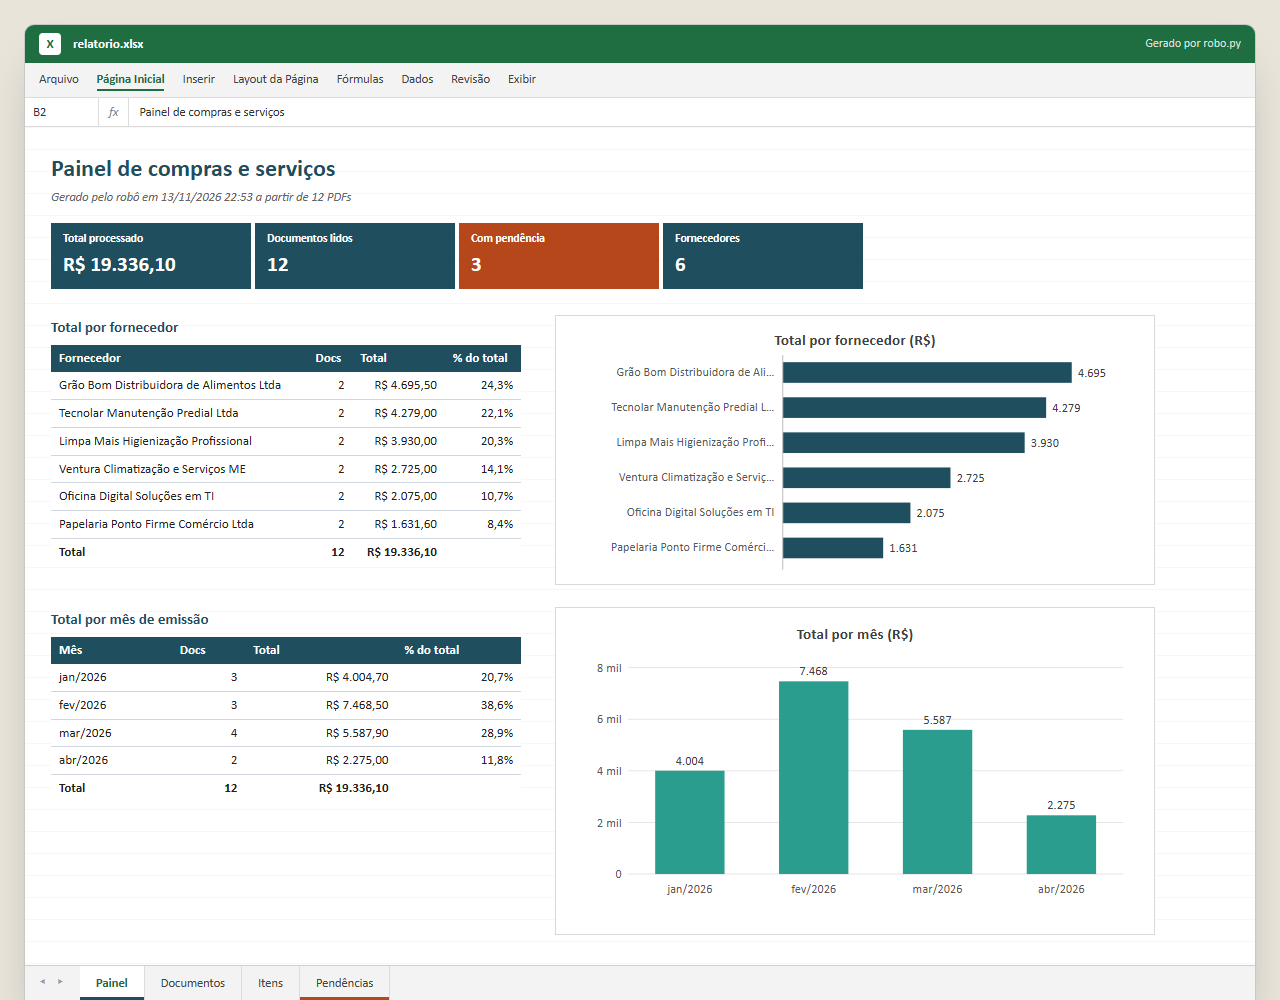 X relatorio.xlsx Gerado por robo.py
Arquivo Página Inicial Inserir Layout da Página Fórmulas Dados Revisão Exibir
B2 fx Painel de compras e serviços
Painel de compras e serviços
Gerado pelo robô em 13/11/2026 22:53 a partir de 12 PDFs
Total processado
R$ 19.336,10
Documentos lidos
12
Com pendência
3
Fornecedores
6
Total por fornecedor
Fornecedor Docs Total % do total
Grão Bom Distribuidora de Alimentos Ltda 2 R$ 4.695,50 24,3%
Tecnolar Manutenção Predial Ltda 2 R$ 4.279,00 22,1%
Limpa Mais Higienização Profissional 2 R$ 3.930,00 20,3%
Ventura Climatização e Serviços ME 2 R$ 2.725,00 14,1%
Oficina Digital Soluções em TI 2 R$ 2.075,00 10,7%
Papelaria Ponto Firme Comércio Ltda 2 R$ 1.631,60 8,4%
Total 12 R$ 19.336,10
Total por fornecedor (R$)
Grão Bom Distribuidora de Ali... 4.695
Tecnolar Manutenção Predial L... 4.279
Limpa Mais Higienização Profi... 3.930
Ventura Climatização e Serviç... 2.725
Oficina Digital Soluções em TI 2.075
Papelaria Ponto Firme Comérci... 1.631
Total por mês de emissão
Mês Docs Total % do total
jan/2026 3 R$ 4.004,70 20,7%
fev/2026 3 R$ 7.468,50 38,6%
mar/2026 4 R$ 5.587,90 28,9%
abr/2026 2 R$ 2.275,00 11,8%
Total 12 R$ 19.336,10
Total por mês (R$)
8 mil
7.468
6 mil
5.587
4.004
4 mil
2.275
2 mil
0
jan/2026 fev/2026 mar/2026 abr/2026
Painel Documentos Itens Pendências